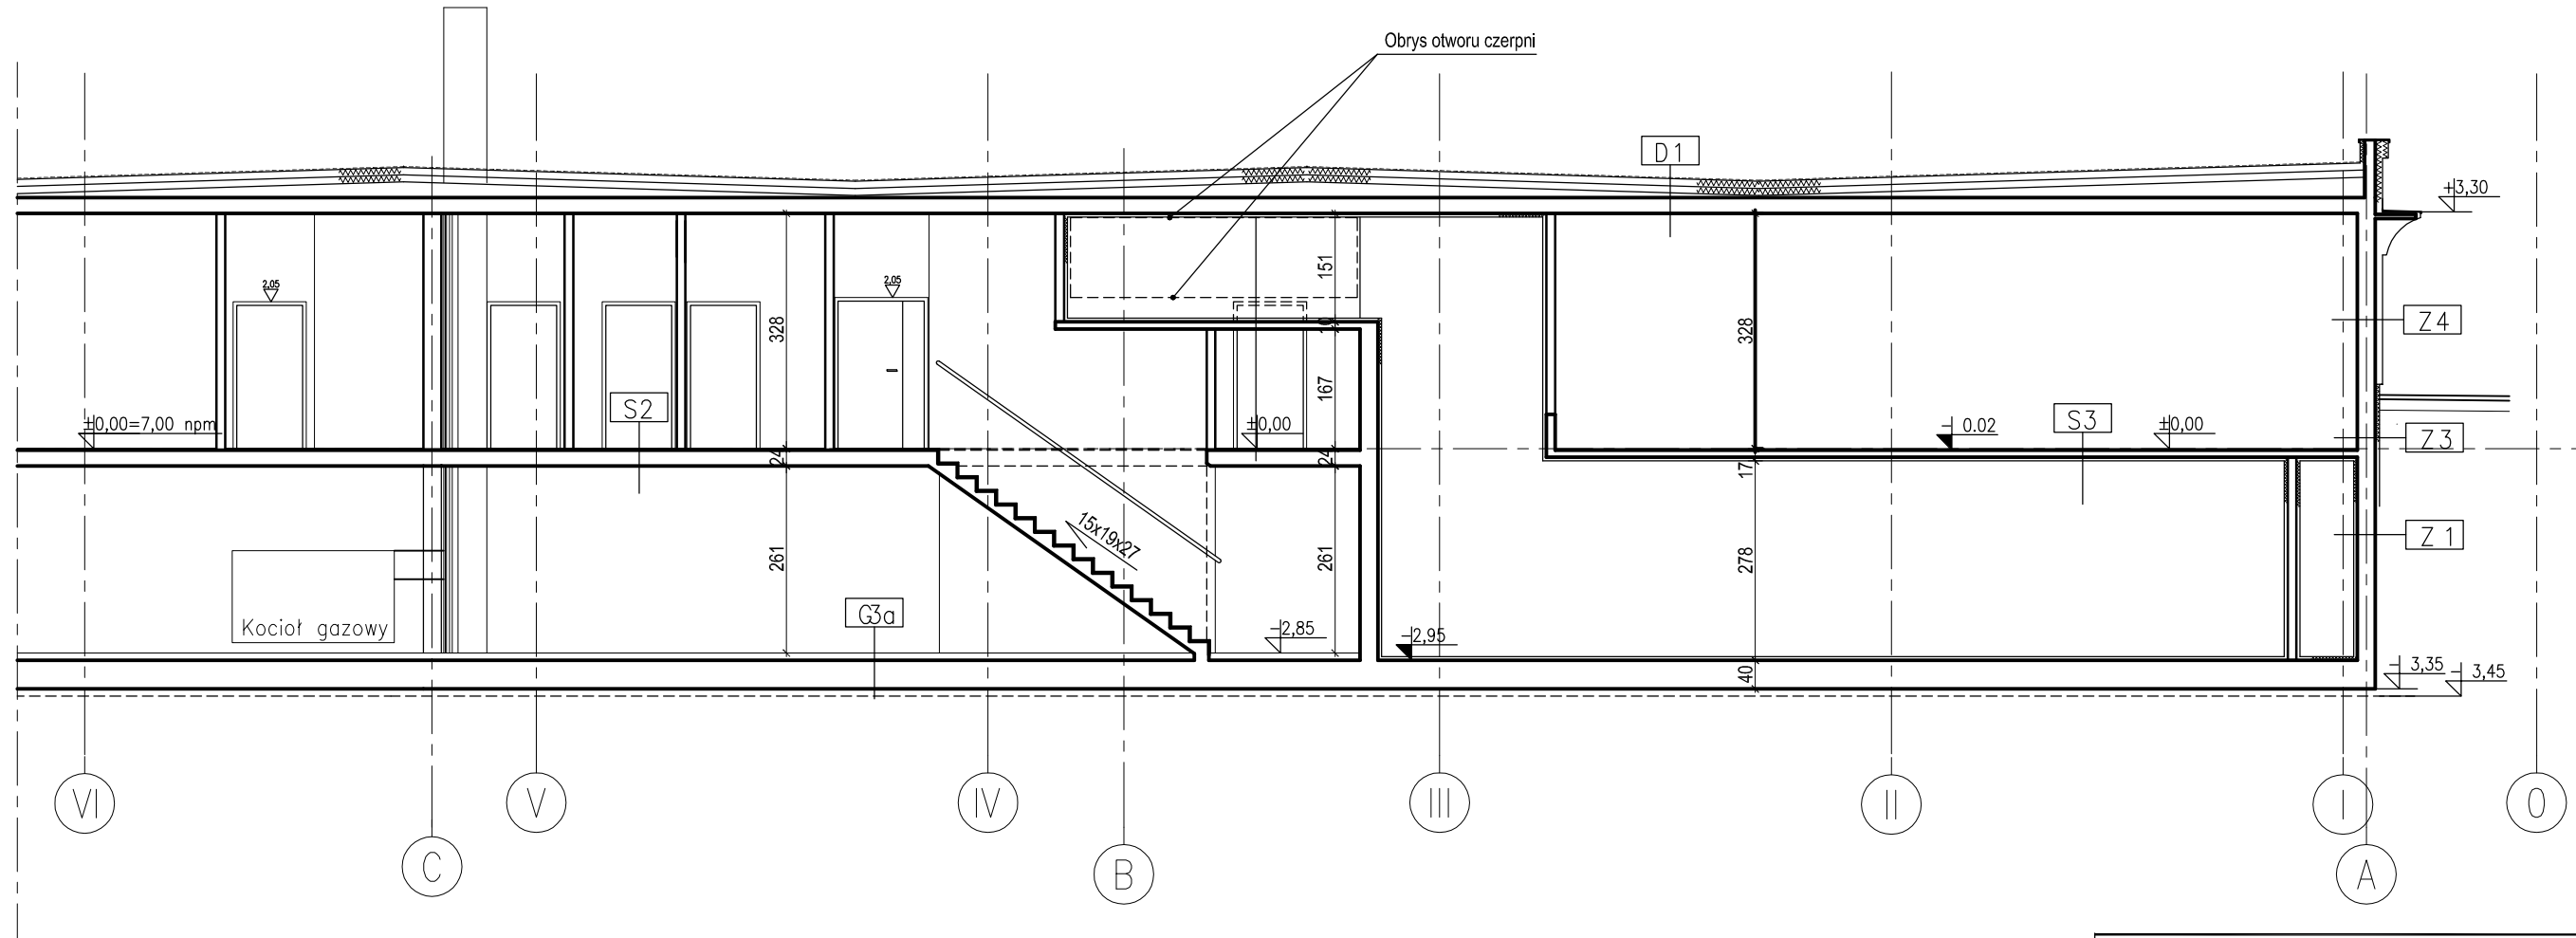 Obrys otworu czerpni
D1
+3,30
2,05
2,05
151
328
10
328
Z4
167
S2
±0,00=7,00 npm
±0,00
- 0.02
S3
±0,00
Z3
24
24
17
15x19x27
Z1
261
261
278
G3a
Kocioł gazowy
-2,85
-2,95
40
- 3,35
- 3,45
VI
V
IV
III
II
I
0
C
B
A